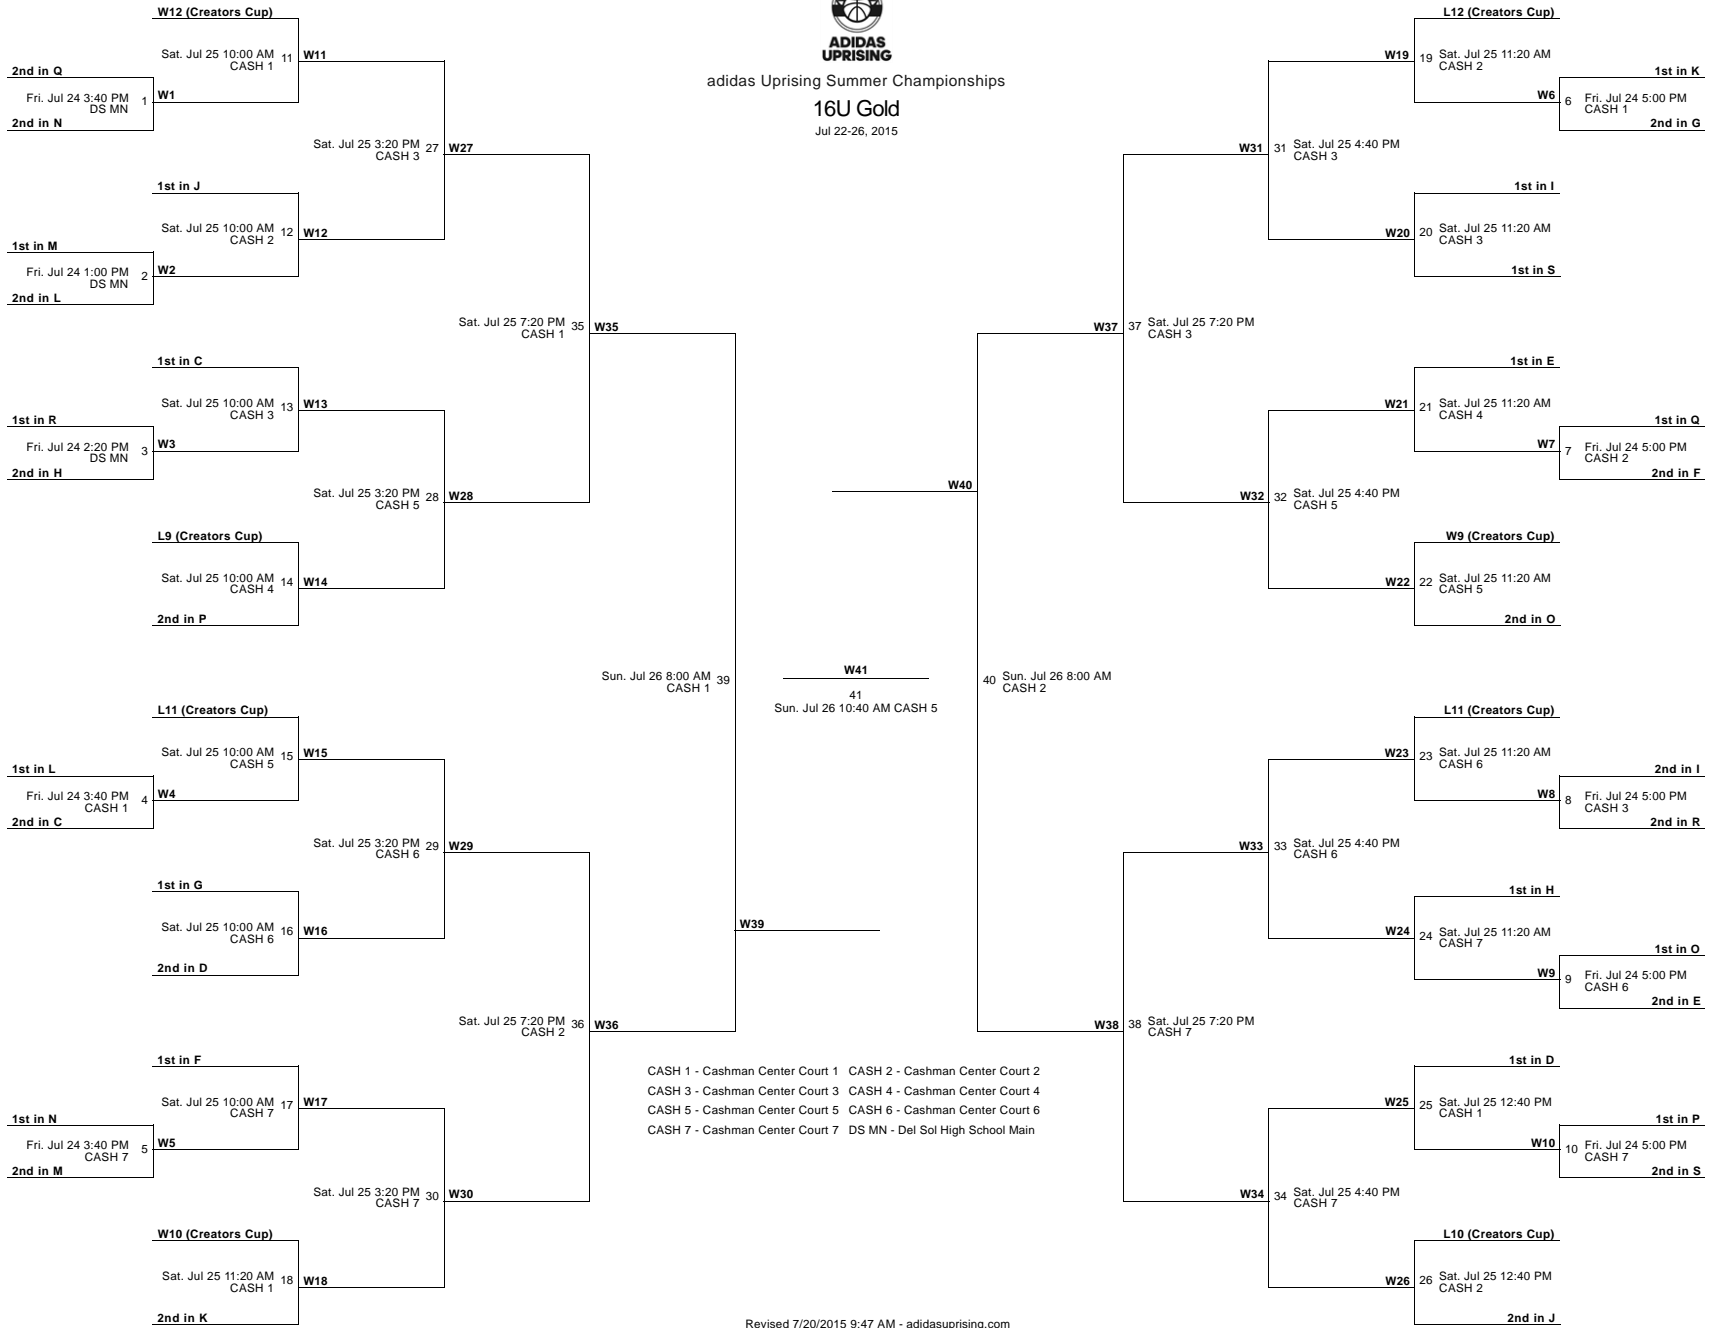 ADIDAS
UPRISING
adidas Uprising Summer Championships
16U Gold
Jul 22-26, 2015
W12 (Creators Cup)
Sat. Jul 25 10:00 AM 11 W11
CASH 1
2nd in Q
Fri. Jul 24 3:40 PM 1 W1
DS MN
2nd in N
Sat. Jul 25 3:20 PM 27 W27
CASH 3
1st in J
Sat. Jul 25 10:00 AM 12 W12
CASH 2
1st in M
Fri. Jul 24 1:00 PM 2 W2
DS MN
2nd in L
Sat. Jul 25 7:20 PM 35 W35
CASH 1
1st in C
Sat. Jul 25 10:00 AM 13 W13
CASH 3
1st in R
Fri. Jul 24 2:20 PM 3 W3
DS MN
2nd in H
Sat. Jul 25 3:20 PM 28 W28
CASH 5
L9 (Creators Cup)
Sat. Jul 25 10:00 AM 14 W14
CASH 4
2nd in P
Sun. Jul 26 8:00 AM 39
CASH 1
L11 (Creators Cup)
Sat. Jul 25 10:00 AM 15 W15
CASH 5
1st in L
Fri. Jul 24 3:40 PM 4 W4
CASH 1
2nd in C
Sat. Jul 25 3:20 PM 29 W29
CASH 6
1st in G
Sat. Jul 25 10:00 AM 16 W16
CASH 6
2nd in D
W39
Sat. Jul 25 7:20 PM 36 W36
CASH 2
1st in F
Sat. Jul 25 10:00 AM 17 W17
CASH 7
1st in N
Fri. Jul 24 3:40 PM 5 W5
CASH 7
2nd in M
Sat. Jul 25 3:20 PM 30 W30
CASH 7
W10 (Creators Cup)
Sat. Jul 25 11:20 AM 18 W18
CASH 1
2nd in K
W41
41
Sun. Jul 26 10:40 AM CASH 5
L12 (Creators Cup)
W19 19 Sat. Jul 25 11:20 AM
CASH 2
1st in K
W6 6 Fri. Jul 24 5:00 PM
CASH 1
2nd in G
W31 31 Sat. Jul 25 4:40 PM
CASH 3
1st in I
W20 20 Sat. Jul 25 11:20 AM
CASH 3
1st in S
W37 37 Sat. Jul 25 7:20 PM
CASH 3
1st in E
W21 21 Sat. Jul 25 11:20 AM
CASH 4
1st in Q
W7 7 Fri. Jul 24 5:00 PM
CASH 2
2nd in F
W40
W32 32 Sat. Jul 25 4:40 PM
CASH 5
W9 (Creators Cup)
W22 22 Sat. Jul 25 11:20 AM
CASH 5
2nd in O
40 Sun. Jul 26 8:00 AM
CASH 2
L11 (Creators Cup)
W23 23 Sat. Jul 25 11:20 AM
CASH 6
2nd in I
W8 8 Fri. Jul 24 5:00 PM
CASH 3
2nd in R
W33 33 Sat. Jul 25 4:40 PM
CASH 6
1st in H
W24 24 Sat. Jul 25 11:20 AM
CASH 7
1st in O
W9 9 Fri. Jul 24 5:00 PM
CASH 6
2nd in E
W38 38 Sat. Jul 25 7:20 PM
CASH 7
1st in D
W25 25 Sat. Jul 25 12:40 PM
CASH 1
1st in P
W10 10 Fri. Jul 24 5:00 PM
CASH 7
2nd in S
W34 34 Sat. Jul 25 4:40 PM
CASH 7
L10 (Creators Cup)
W26 26 Sat. Jul 25 12:40 PM
CASH 2
2nd in J
CASH 1 - Cashman Center Court 1 CASH 2 - Cashman Center Court 2
CASH 3 - Cashman Center Court 3 CASH 4 - Cashman Center Court 4
CASH 5 - Cashman Center Court 5 CASH 6 - Cashman Center Court 6
CASH 7 - Cashman Center Court 7 DS MN - Del Sol High School Main
Revised 7/20/2015 9:47 AM - adidasuprising.com